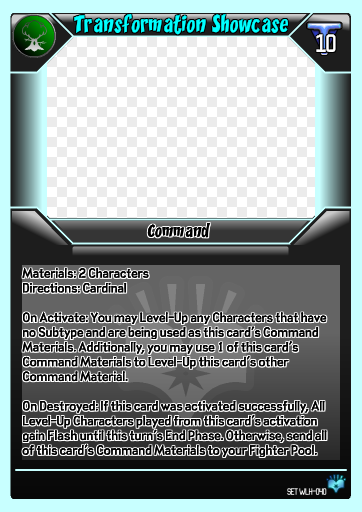 Transformation Showcase
10
Command
Materials: 2 Characters
Directions: Cardinal
On Activate: You may Level-Up any Characters that have
no Subtype and are being used as this card's Command
Materials. Additionally, you may use 1 of this card's
Command Materials to Level-Up this card's other
Command Material.
On Destroyed: If this card was activated successfully, All
Level-Up Characters played from this card's activation
gain Flash until this turn's End Phase. Otherwise, send all
of this card's Command Materials to your Fighter Pool.
SET WLH-040